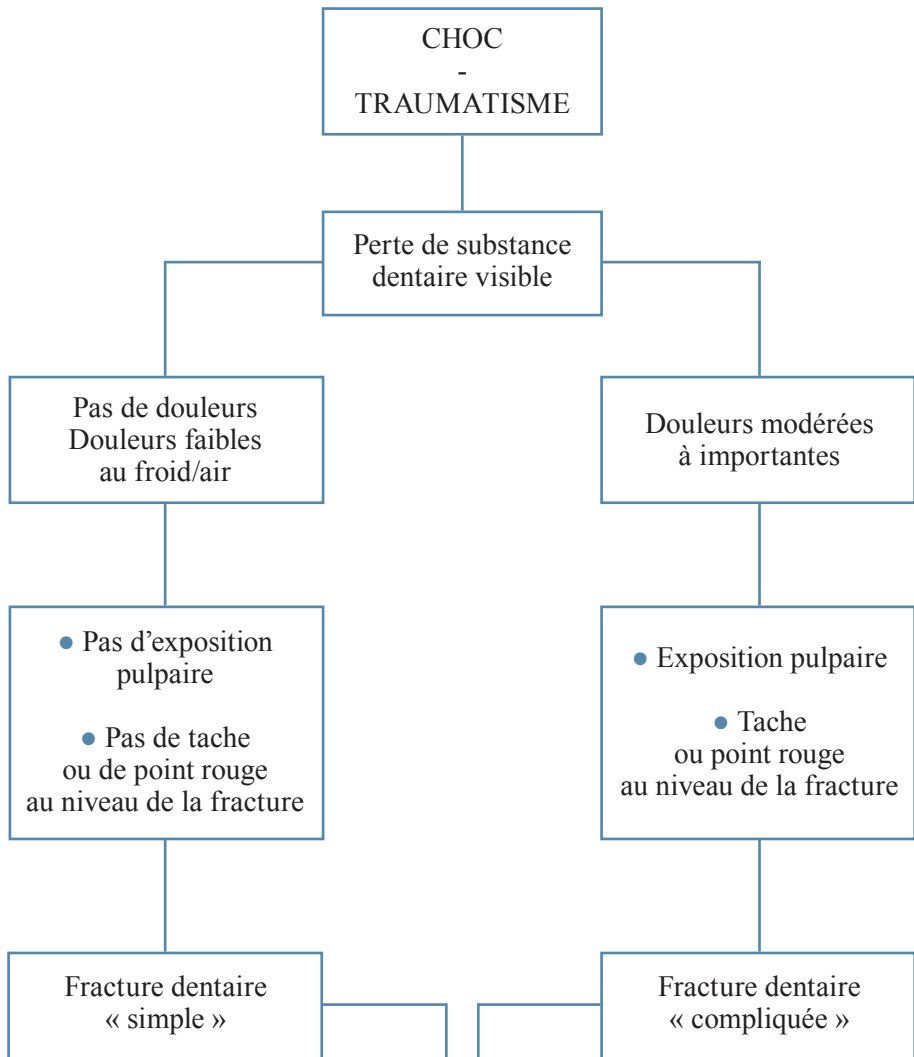 CHOC
-
TRAUMATISME
Perte de substance
dentaire visible
Pas de douleurs
Douleurs faibles
au froid/air
Douleurs modérées
à importantes
● Pas d’exposition
pulpaire
● Pas de tache
ou de point rouge
au niveau de la fracture
● Exposition pulpaire
● Tache
ou point rouge
au niveau de la fracture
Fracture dentaire
« simple »
Fracture dentaire
« compliquée »